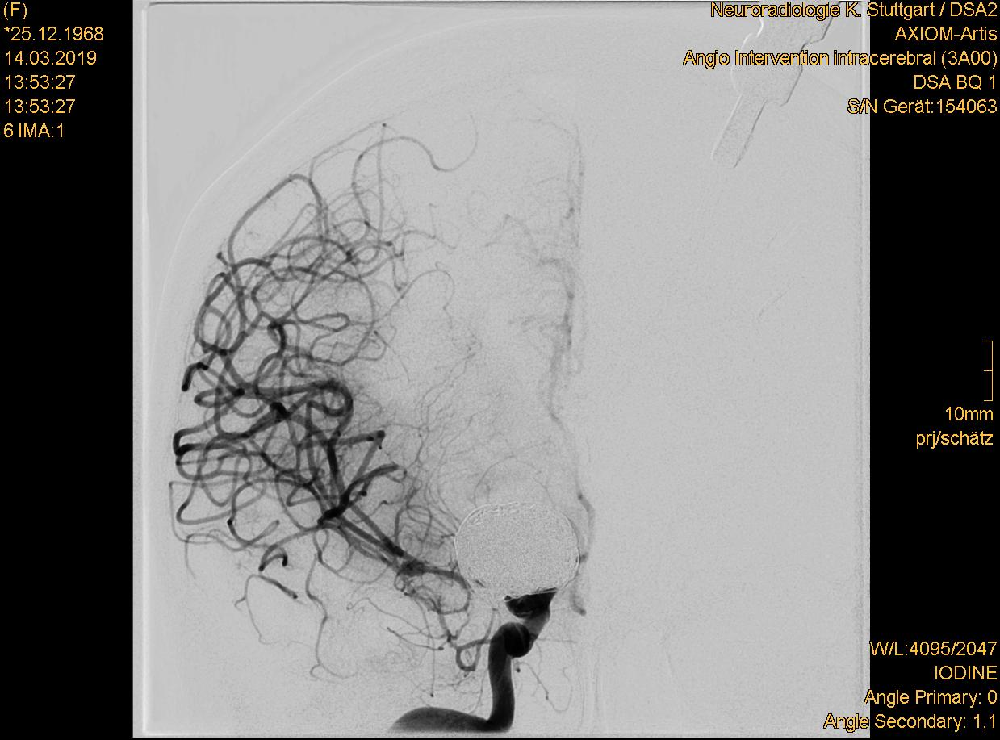 (F)
*25.12.1968
14.03.2019
13:53:27
13:53:27
6 IMA:1
Neuroradiologie K. Stuttgart / DSA2
AXIOM-Artis
Angio Intervention intracerebral (3A00)
DSA BQ 1
S/N Gerät:154063
10mm
prj/schätz
W/L:4095/2047
IODINE
Angle Primary: 0
Angle Secondary: 1,1